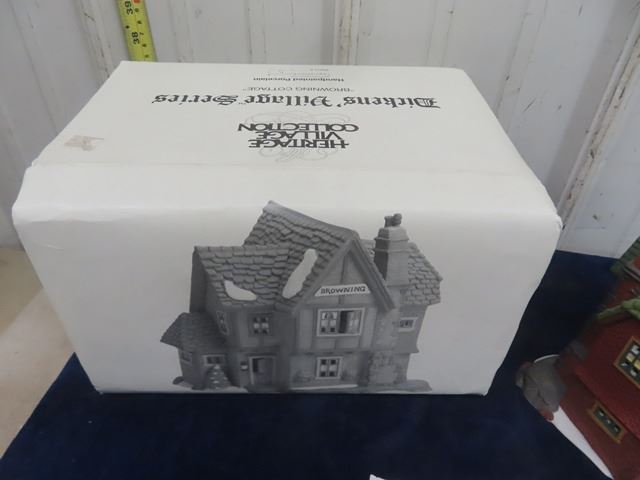 HERITAGE
VILLAGE
COLLECTION
Dickens' Village Series
"BROWNING COTTAGE"
Handpainted Porcelain
BROWNING
39
38